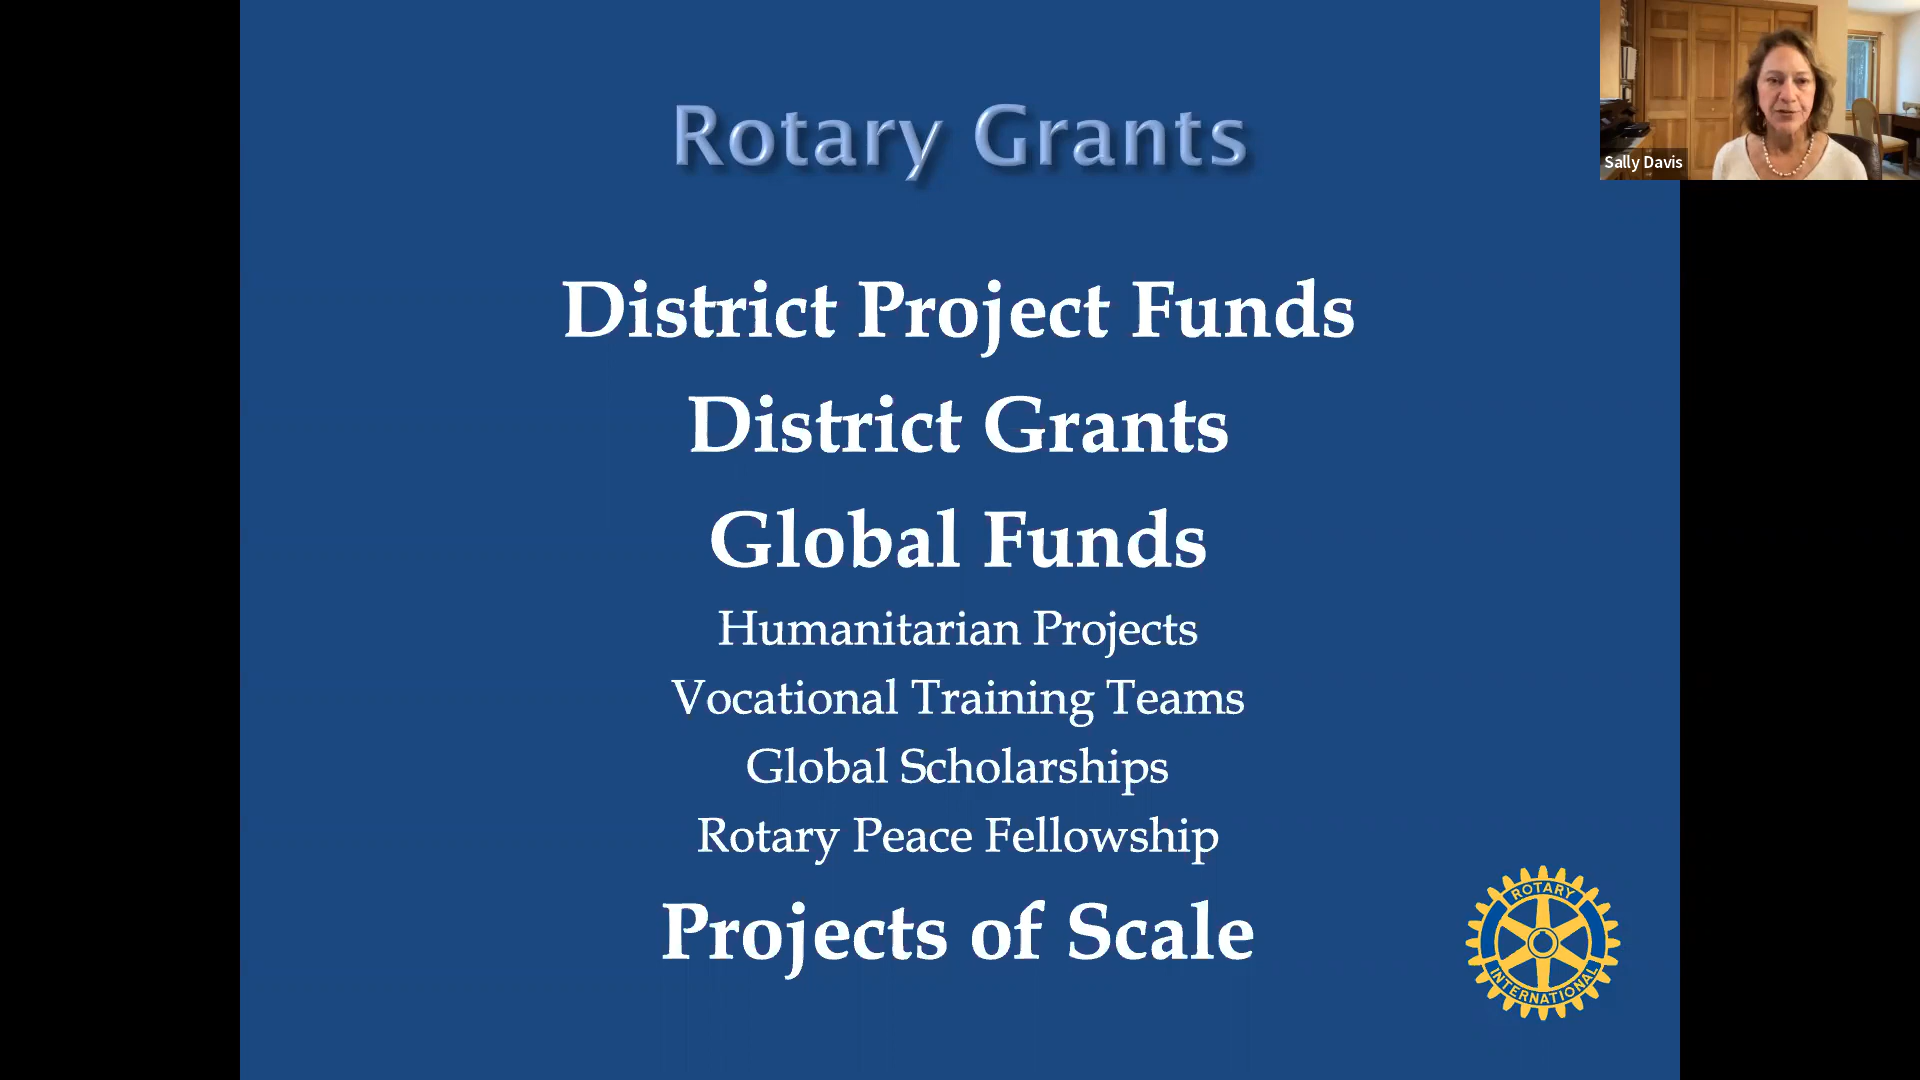 Rotary Grants
Sally Davis
District Project Funds
District Grants
Global Funds
Humanitarian Projects
Vocational Training Teams
Global Scholarships
Rotary Peace Fellowship
Projects of Scale
ROTARY
INTERNATIONAL